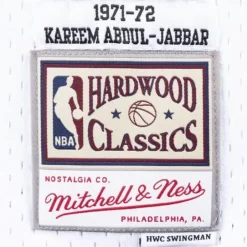 1971-72
KAREEM ABDUL-JABBAR
HARDWOOD
CLASSICS
NBA
NOSTALGIA CO.
Mitchell & Ness
PHILADELPHIA, PA.
HWC SWINGMAN